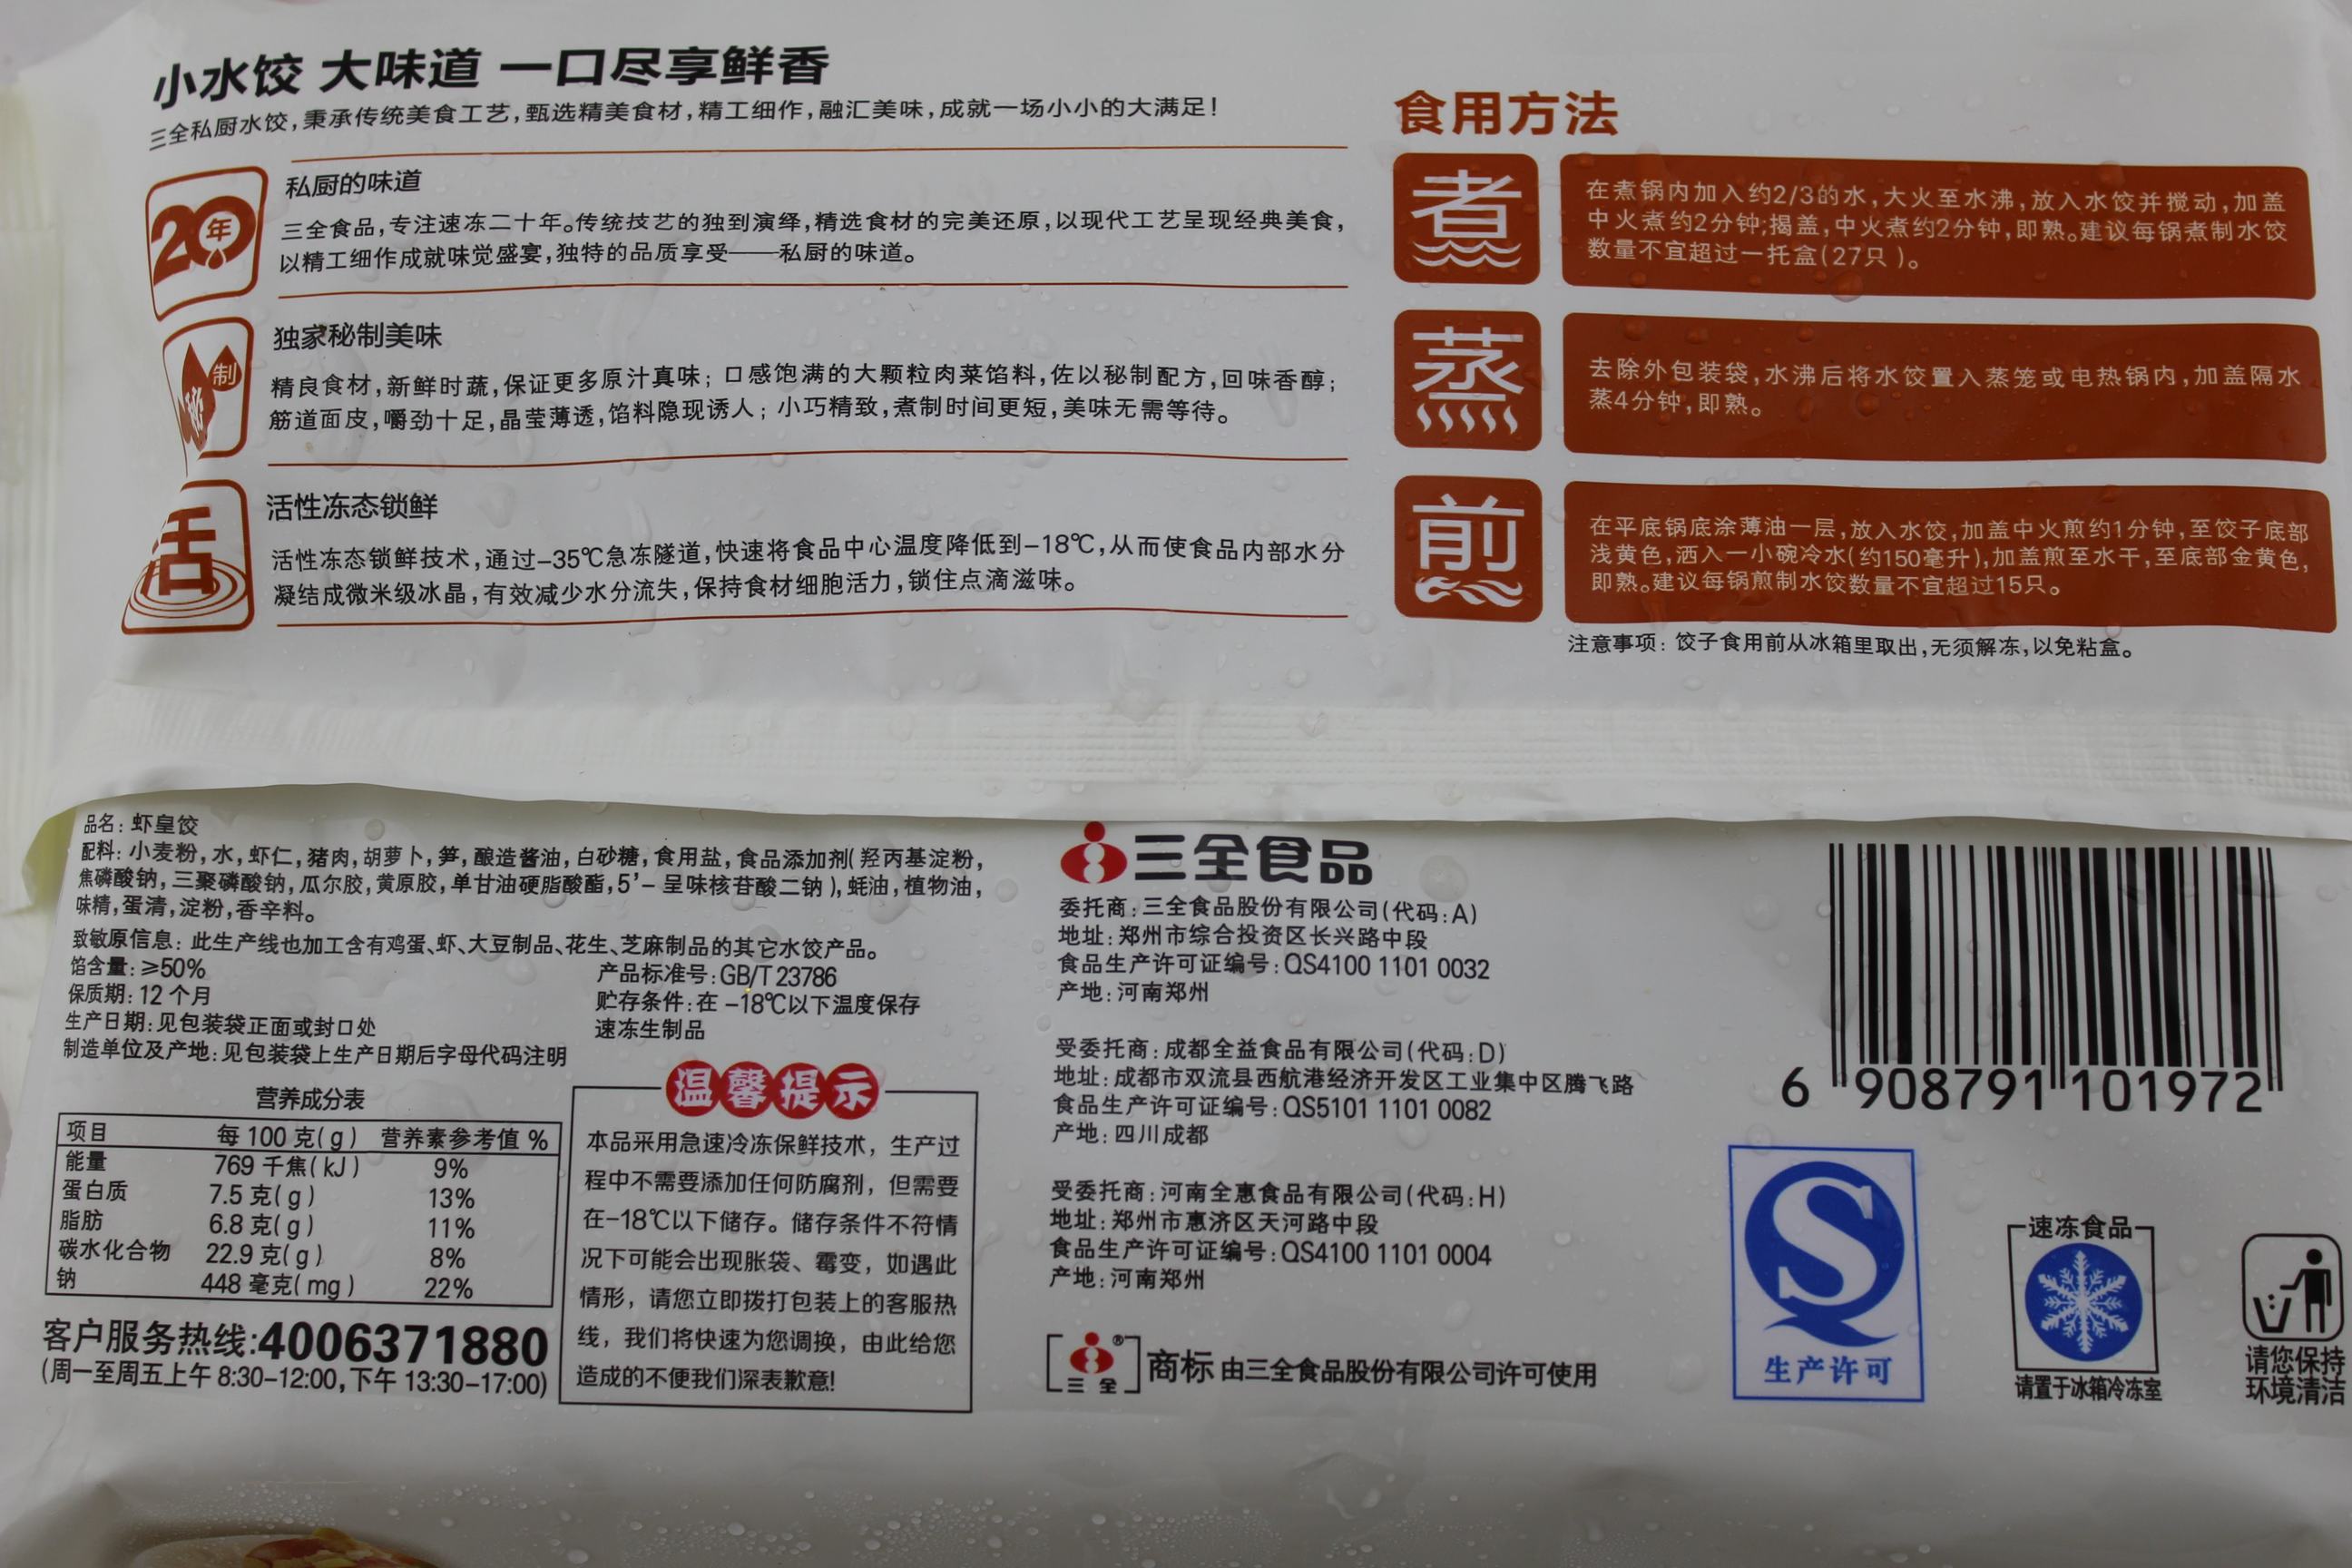 小水饺 大味道 一口尽享鲜香
三全私厨水饺,秉承传统美食工艺,甄选精美食材,精工细作,融汇美味,成就一场小小的大满足!
20年
私厨的味道
三全食品,专注速冻二十年。传统技艺的独到演绎,精选食材的完美还原,以现代工艺呈现经典美食,
以精工细作成就味觉盛宴,独特的品质享受——私厨的味道。
制
独家秘制美味
精良食材,新鲜时蔬,保证更多原汁真味;口感饱满的大颗粒肉菜馅料,佐以秘制配方,回味香醇;
筋道面皮,嚼劲十足,晶莹薄透,馅料隐现诱人;小巧精致,煮制时间更短,美味无需等待。
活
活性冻态锁鲜
活性冻态锁鲜技术,通过-35℃急冻隧道,快速将食品中心温度降低到-18℃,从而使食品内部水分
凝结成微米级冰晶,有效减少水分流失,保持食材细胞活力,锁住点滴滋味。
食用方法
煮
在煮锅内加入约2/3的水,大火至水沸,放入水饺并搅动,加盖
中火煮约2分钟;揭盖,中火煮约2分钟,即熟。建议每锅煮制水饺
数量不宜超过一托盒(27只)。
蒸
去除外包装袋,水沸后将水饺置入蒸笼或电热锅内,加盖隔水
蒸4分钟,即熟。
煎
在平底锅底涂薄油一层,放入水饺,加盖中火煎约1分钟,至饺子底部
浅黄色,洒入一小碗冷水(约150毫升),加盖煎至水干,至底部金黄色,
即熟。建议每锅煎制水饺数量不宜超过15只。
注意事项:饺子食用前从冰箱里取出,无须解冻,以免粘盒。
品名:虾皇饺
配料:小麦粉,水,虾仁,猪肉,胡萝卜,笋,酿造酱油,白砂糖,食用盐,食品添加剂(羟丙基淀粉,
焦磷酸钠,三聚磷酸钠,瓜尔胶,黄原胶,单甘油硬脂酸酯,5'-呈味核苷酸二钠),蚝油,植物油,
味精,蛋清,淀粉,香辛料。
致敏原信息:此生产线也加工含有鸡蛋、虾、大豆制品、花生、芝麻制品的其它水饺产品。
馅含量:≥50%
保质期:12个月
生产日期:见包装袋正面或封口处
制造单位及产地:见包装袋上生产日期后字母代码注明
产品标准号:GB/T 23786
贮存条件:在-18℃以下温度保存
速冻生制品
营养成分表
项目 每100克(g) 营养素参考值%
能量 769千焦(kJ) 9%
蛋白质 7.5克(g) 13%
脂肪 6.8克(g) 11%
碳水化合物 22.9克(g) 8%
钠 448毫克(mg) 22%
客户服务热线:4006371880
(周一至周五上午8:30-12:00,下午13:30-17:00)
温馨提示
本品采用急速冷冻保鲜技术,生产过
程中不需要添加任何防腐剂,但需要
在-18℃以下储存。储存条件不符情
况下可能会出现胀袋、霉变,如遇此
情形,请您立即拨打包装上的客服热
线,我们将快速为您调换,由此给您
造成的不便我们深表歉意!
三全食品
委托商:三全食品股份有限公司(代码:A)
地址:郑州市综合投资区长兴路中段
食品生产许可证编号:QS4100 1101 0032
产地:河南郑州
受委托商:成都全益食品有限公司(代码:D)
地址:成都市双流县西航港经济开发区工业集中区腾飞路
食品生产许可证编号:QS5101 1101 0082
产地:四川成都
受委托商:河南全惠食品有限公司(代码:H)
地址:郑州市惠济区天河路中段
食品生产许可证编号:QS4100 1101 0004
产地:河南郑州
三全® 商标 由三全食品股份有限公司许可使用
6 908791 101972
生产许可
速冻食品
请置于冰箱冷冻室
请您保持
环境清洁